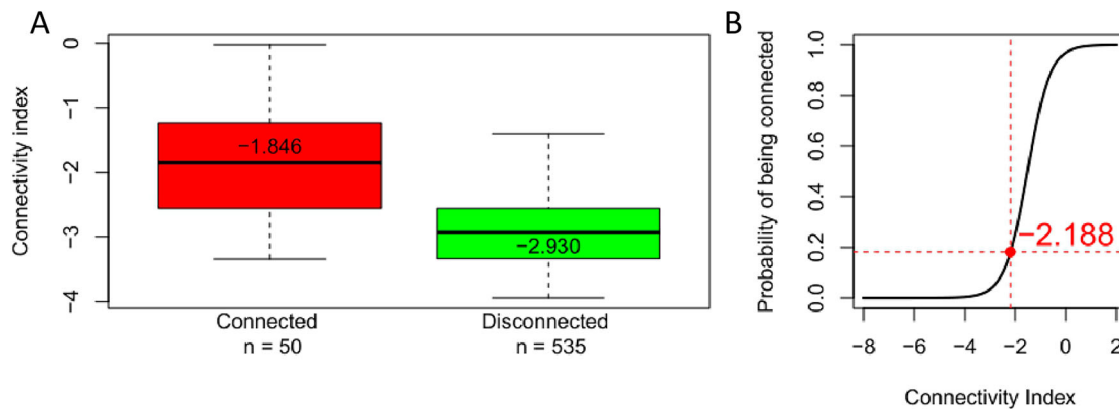 A
Connectivity index
0
−1
−2
−3
−4
−1.846
−2.930
Connected
n = 50
Disconnected
n = 535
B
Probability of being connected
1.0
0.8
0.6
0.4
0.2
0.0
−2.188
−8 −6 −4 −2 0 2
Connectivity Index